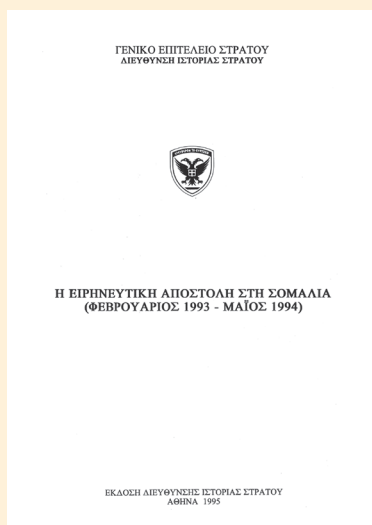 ΓΕΝΙΚΟ ΕΠΙΤΕΛΕΙΟ ΣΤΡΑΤΟΥ
ΔΙΕΥΘΥΝΣΗ ΙΣΤΟΡΙΑΣ ΣΤΡΑΤΟΥ
Η ΕΙΡΗΝΕΥΤΙΚΗ ΑΠΟΣΤΟΛΗ ΣΤΗ ΣΟΜΑΛΙΑ
(ΦΕΒΡΟΥΑΡΙΟΣ 1993 - ΜΑΪΟΣ 1994)
ΕΚΔΟΣΗ ΔΙΕΥΘΥΝΣΗΣ ΙΣΤΟΡΙΑΣ ΣΤΡΑΤΟΥ
ΑΘΗΝΑ 1995